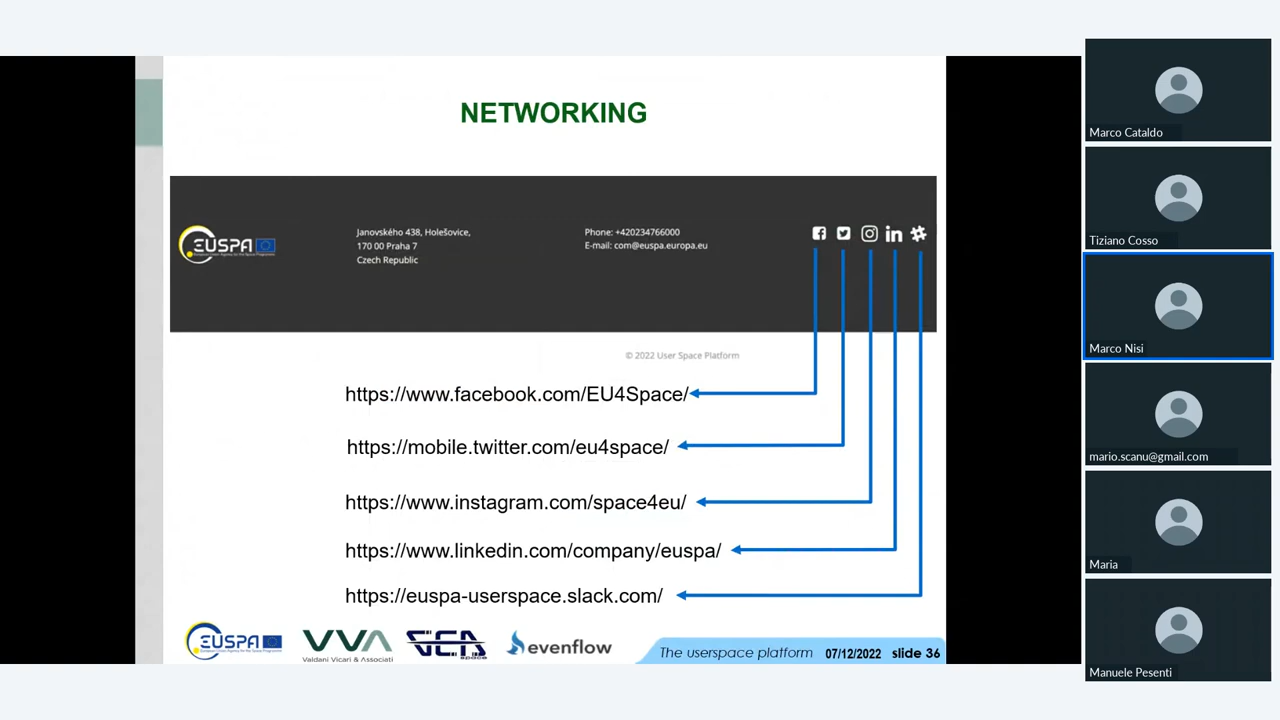 NETWORKING
EUSPA
Janovského 438, Holešovice,
170 00 Praha 7
Czech Republic
Phone: +420234766000
E-mail: com@euspa.europa.eu
© 2022 User Space Platform
https://www.facebook.com/EU4Space/
https://mobile.twitter.com/eu4space/
https://www.instagram.com/space4eu/
https://www.linkedin.com/company/euspa/
https://euspa-userspace.slack.com/
EUSPA
VVA
Valdani Vicari & Associati
space
evenflow
The userspace platform 07/12/2022 slide 36
Marco Cataldo
Tiziano Cosso
Marco Nisi
mario.scanu@gmail.com
Maria
Manuele Pesenti